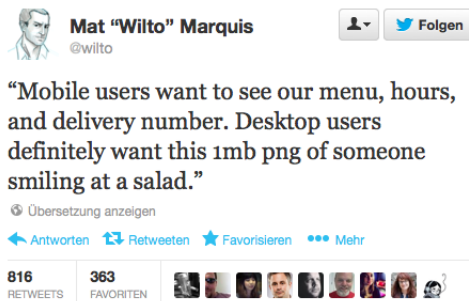 Mat “Wilto” Marquis
Folgen
@wilto
“Mobile users want to see our menu, hours,
and delivery number. Desktop users
definitely want this 1mb png of someone
smiling at a salad.”
Übersetzung anzeigen
Antworten Retweeten Favorisieren Mehr
816 363
RETWEETS FAVORITEN